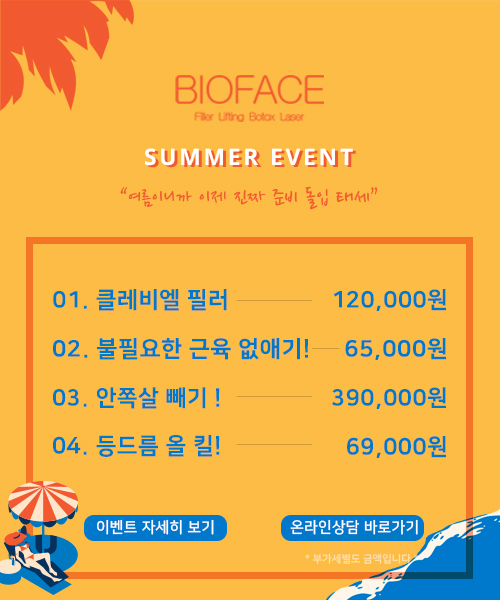 BIOFACE
Filler Lifting Botox Laser
SUMMER EVENT
“여름이니까 이제 진짜 준비 돌입 태세”
01. 클레비엘 필러 120,000원
02. 불필요한 근육 없애기! 65,000원
03. 안쪽살 빼기 ! 390,000원
04. 등드름 올 킬! 69,000원
이벤트 자세히 보기 온라인상담 바로가기
* 부가세별도 금액입니다 *